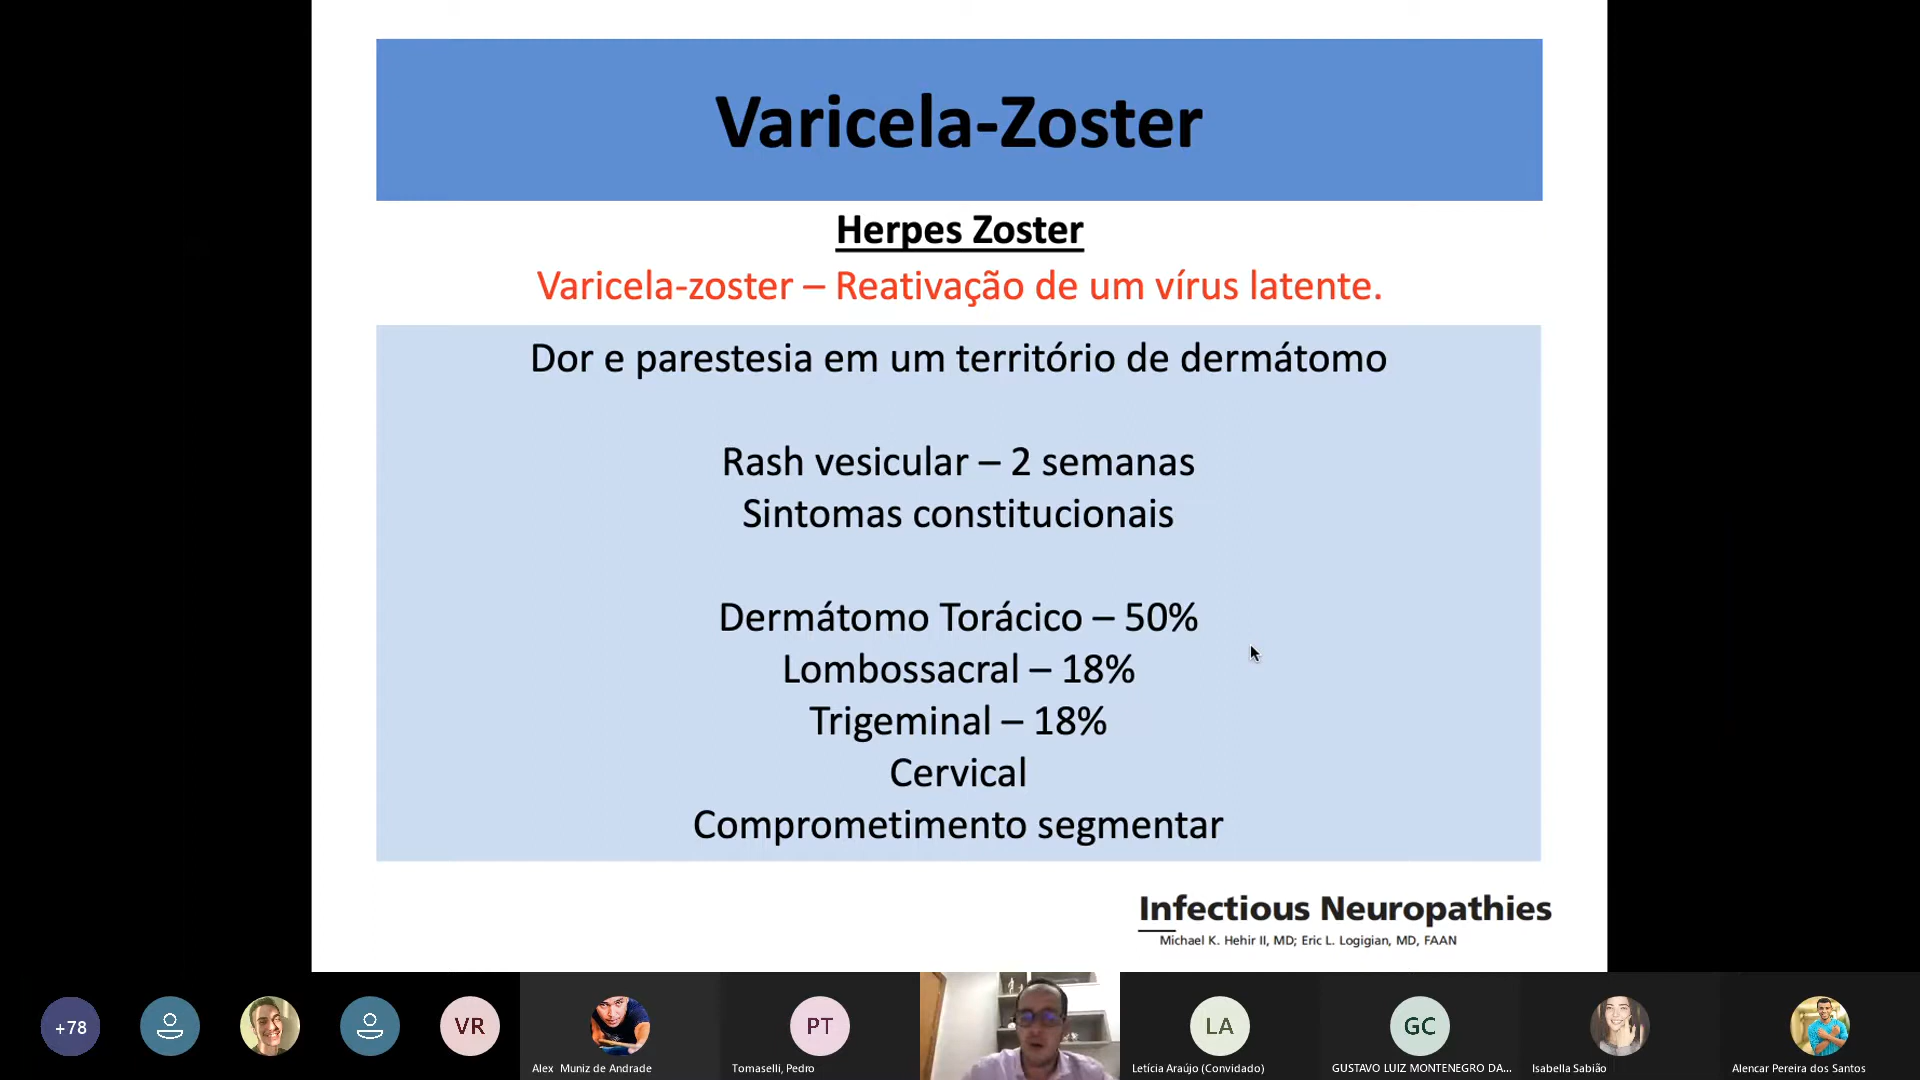 Varicela-Zoster
Herpes Zoster
Varicela-zoster – Reativação de um vírus latente.
Dor e parestesia em um território de dermátomo
Rash vesicular – 2 semanas
Sintomas constitucionais
Dermátomo Torácico – 50%
Lombossacral – 18%
Trigeminal – 18%
Cervical
Comprometimento segmentar
Infectious Neuropathies
Michael K. Hehir II, MD; Eric L. Logigian, MD, FAAN
+78
VR
PT
LA
GC
Alex Muniz de Andrade
Tomaselli, Pedro
Letícia Araújo (Convidado)
GUSTAVO LUIZ MONTENEGRO DA...
Isabella Sabião
Alencar Pereira dos Santos